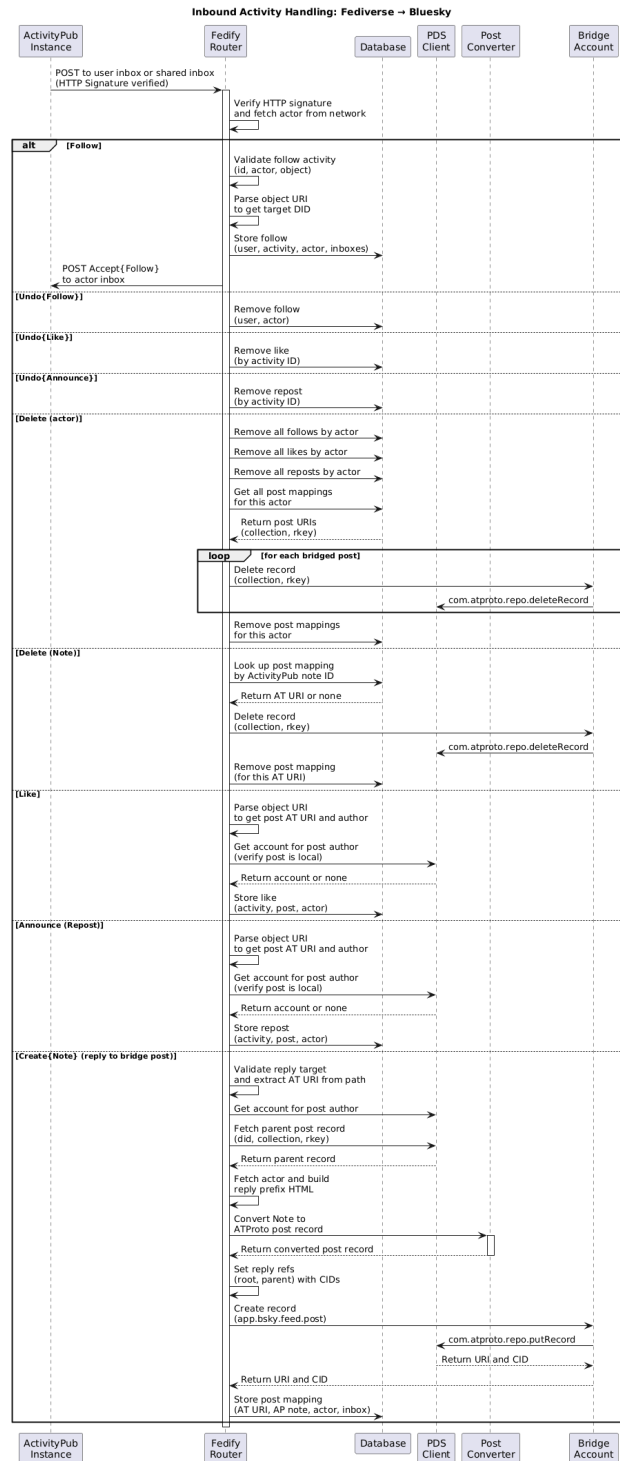 Inbound Activity Handling: Fediverse → Bluesky
ActivityPub
Instance
Fedify
Router
Database
PDS
Client
Post
Converter
Bridge
Account
POST to user inbox or shared inbox
(HTTP Signature verified)
Verify HTTP signature
and fetch actor from network
alt
[Follow]
Validate follow activity
(id, actor, object)
Parse object URI
to get target DID
Store follow
(user, activity, actor, inboxes)
POST Accept{Follow}
to actor inbox
[Undo{Follow}]
Remove follow
(user, actor)
[Undo{Like}]
Remove like
(by activity ID)
[Undo{Announce}]
Remove repost
(by activity ID)
[Delete (actor)]
Remove all follows by actor
Remove all likes by actor
Remove all reposts by actor
Get all post mappings
for this actor
Return post URIs
(collection, rkey)
loop
[for each bridged post]
Delete record
(collection, rkey)
com.atproto.repo.deleteRecord
Remove post mappings
for this actor
[Delete (Note)]
Look up post mapping
by ActivityPub note ID
Return AT URI or none
Delete record
(collection, rkey)
com.atproto.repo.deleteRecord
Remove post mapping
(for this AT URI)
[Like]
Parse object URI
to get post AT URI and author
Get account for post author
(verify post is local)
Return account or none
Store like
(activity, post, actor)
[Announce (Repost)]
Parse object URI
to get post AT URI and author
Get account for post author
(verify post is local)
Return account or none
Store repost
(activity, post, actor)
[Create{Note} (reply to bridge post)]
Validate reply target
and extract AT URI from path
Get account for post author
Fetch parent post record
(did, collection, rkey)
Return parent record
Fetch actor and build
reply prefix HTML
Convert Note to
ATProto post record
Return converted post record
Set reply refs
(root, parent) with CIDs
Create record
(app.bsky.feed.post)
com.atproto.repo.putRecord
Return URI and CID
Return URI and CID
Store post mapping
(AT URI, AP note, actor, inbox)
ActivityPub
Instance
Fedify
Router
Database
PDS
Client
Post
Converter
Bridge
Account